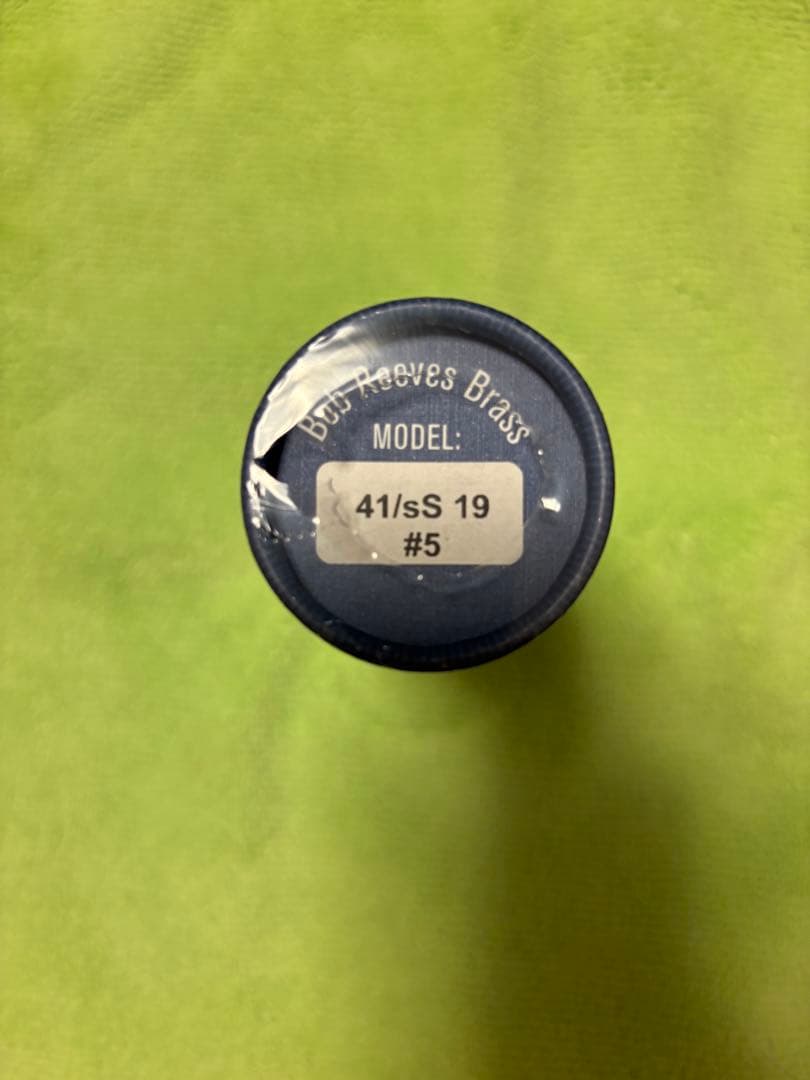 Bob Reeves Brass
MODEL:
41/sS 19
#5